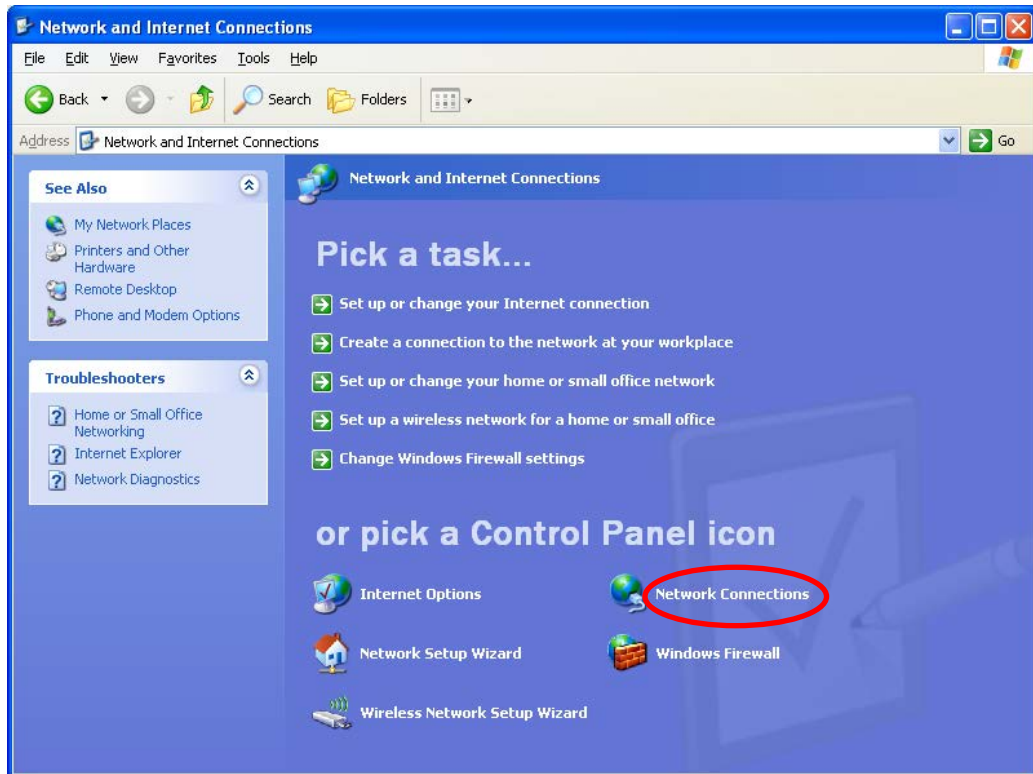 Network and Internet Connections
File Edit View Favorites Tools Help
Back Search Folders
Address Network and Internet Connections Go
See Also
My Network Places
Printers and Other
Hardware
Remote Desktop
Phone and Modem Options
Troubleshooters
Home or Small Office
Networking
Internet Explorer
Network Diagnostics
Network and Internet Connections
Pick a task...
Set up or change your Internet connection
Create a connection to the network at your workplace
Set up or change your home or small office network
Set up a wireless network for a home or small office
Change Windows Firewall settings
or pick a Control Panel icon
Internet Options Network Connections
Network Setup Wizard Windows Firewall
Wireless Network Setup Wizard